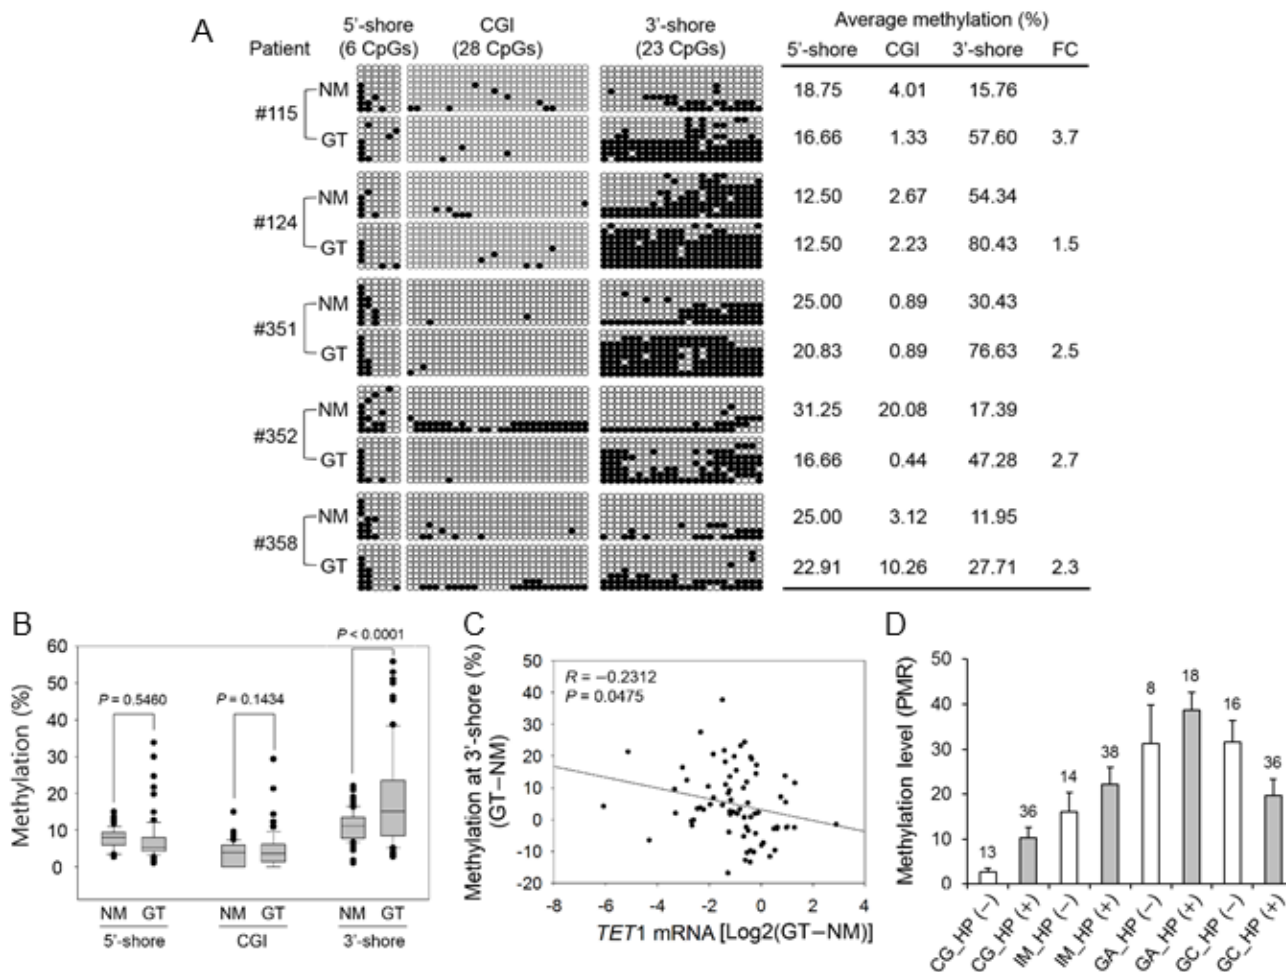 A
Patient
5'-shore
(6 CpGs)
CGI
(28 CpGs)
3'-shore
(23 CpGs)
Average methylation (%)
5'-shore CGI 3'-shore FC
#115
NM 18.75 4.01 15.76
GT 16.66 1.33 57.60 3.7
#124
NM 12.50 2.67 54.34
GT 12.50 2.23 80.43 1.5
#351
NM 25.00 0.89 30.43
GT 20.83 0.89 76.63 2.5
#352
NM 31.25 20.08 17.39
GT 16.66 0.44 47.28 2.7
#358
NM 25.00 3.12 11.95
GT 22.91 10.26 27.71 2.3
B
Methylation (%)
60
50
40
30
20
10
0
P = 0.5460
P = 0.1434
P < 0.0001
NM GT NM GT NM GT
5'-shore CGI 3'-shore
C
Methylation at 3'-shore (%)
(GT−NM)
50
40
30
20
10
0
-10
-20
R = −0.2312
P = 0.0475
-8 -6 -4 -2 0 2 4
TET1 mRNA [Log2(GT−NM)]
D
Methylation level (PMR)
50
40
30
20
10
0
13 36 14 38 8 18 16 36
CG_HP (−)
CG_HP (+)
IM_HP (−)
IM_HP (+)
GA_HP (−)
GA_HP (+)
GC_HP (−)
GC_HP (+)